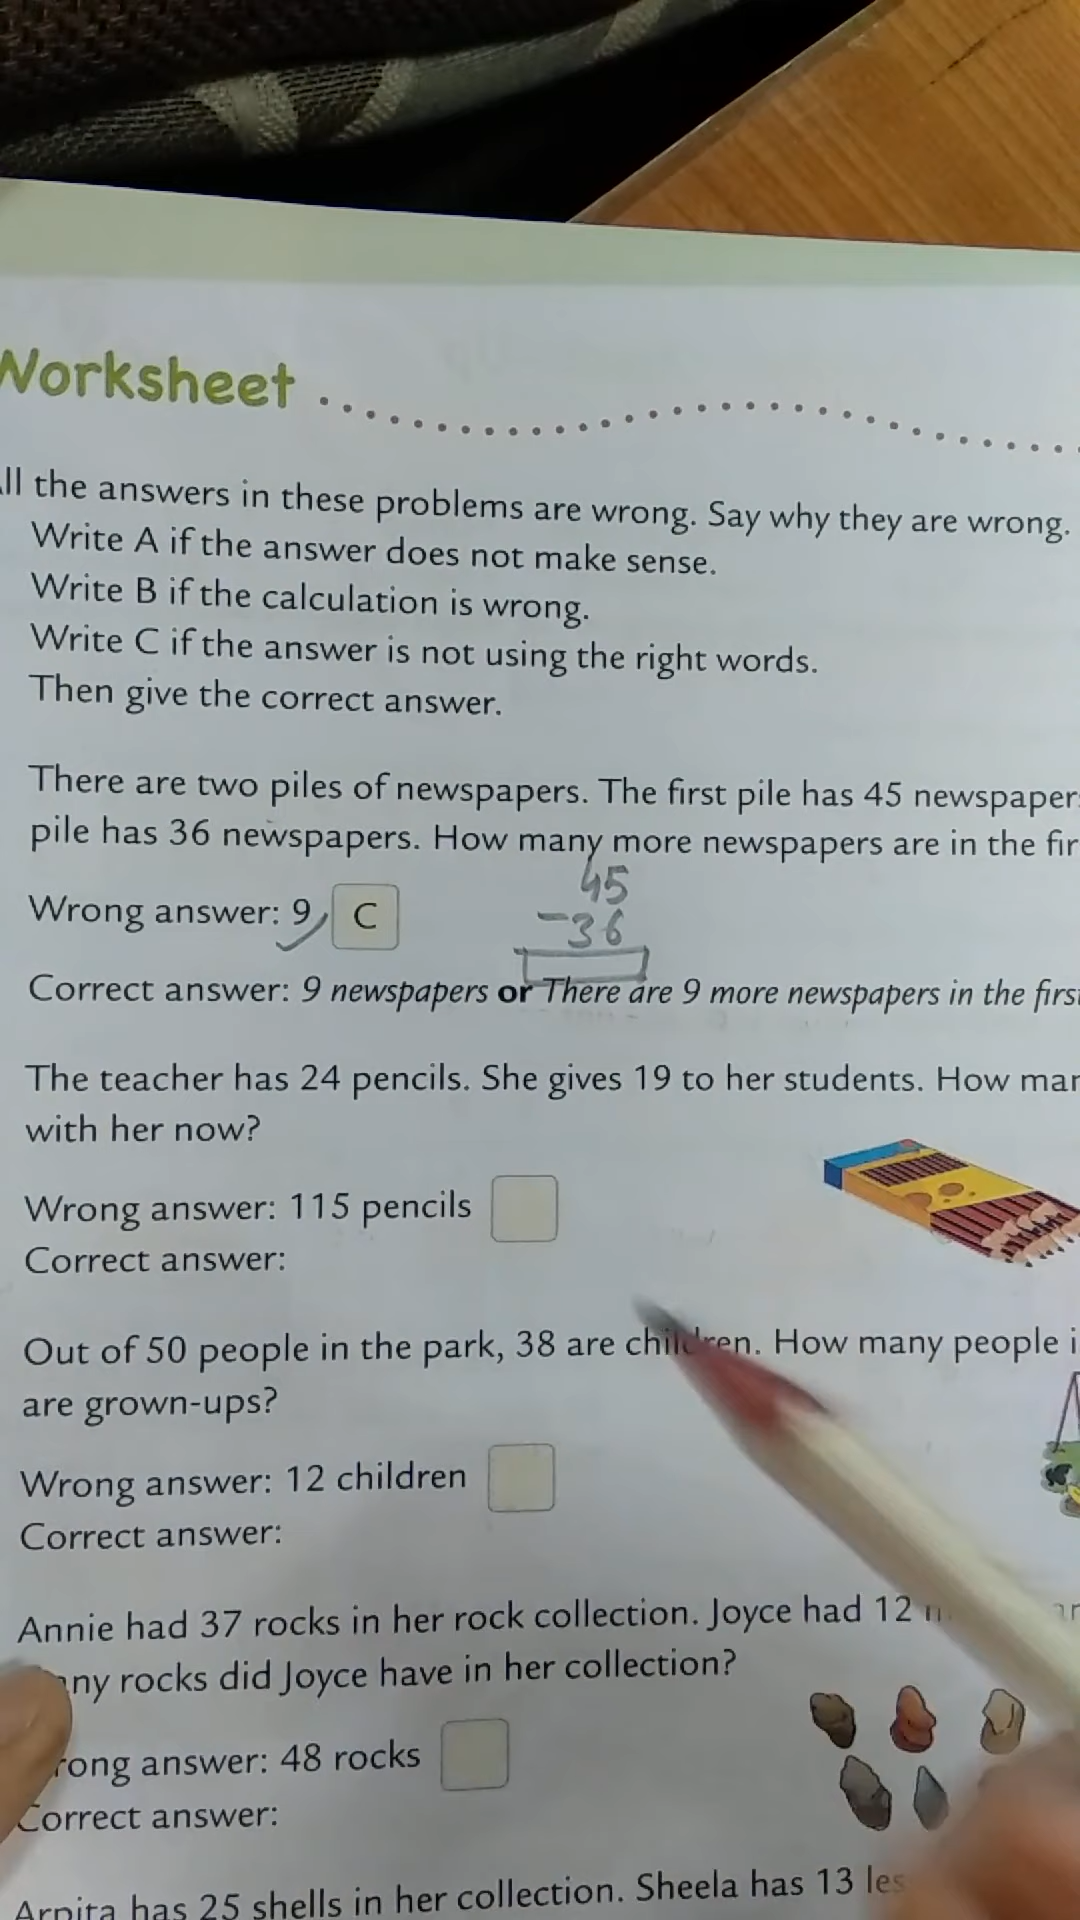 Worksheet
All the answers in these problems are wrong. Say why they are wrong.
Write A if the answer does not make sense.
Write B if the calculation is wrong.
Write C if the answer is not using the right words.
Then give the correct answer.
There are two piles of newspapers. The first pile has 45
pile has 36 newspapers. How many more newspapers are in the
45
-36
Wrong answer: 9 C
Correct answer: 9 newspapers or There are 9 more newspapers in the
The teacher has 24 pencils. She gives 19 to her students. How
with her now?
Wrong answer: 115 pencils
Correct answer:
Out of 50 people in the park, 38 are children. How many people
are grown-ups?
Wrong answer: 12 children
Correct answer:
Annie had 37 rocks in her rock collection. Joyce had 12
rocks did Joyce have in her collection?
answer: 48 rocks
Correct answer:
Arpita has 25 shells in her collection. Sheela has 13